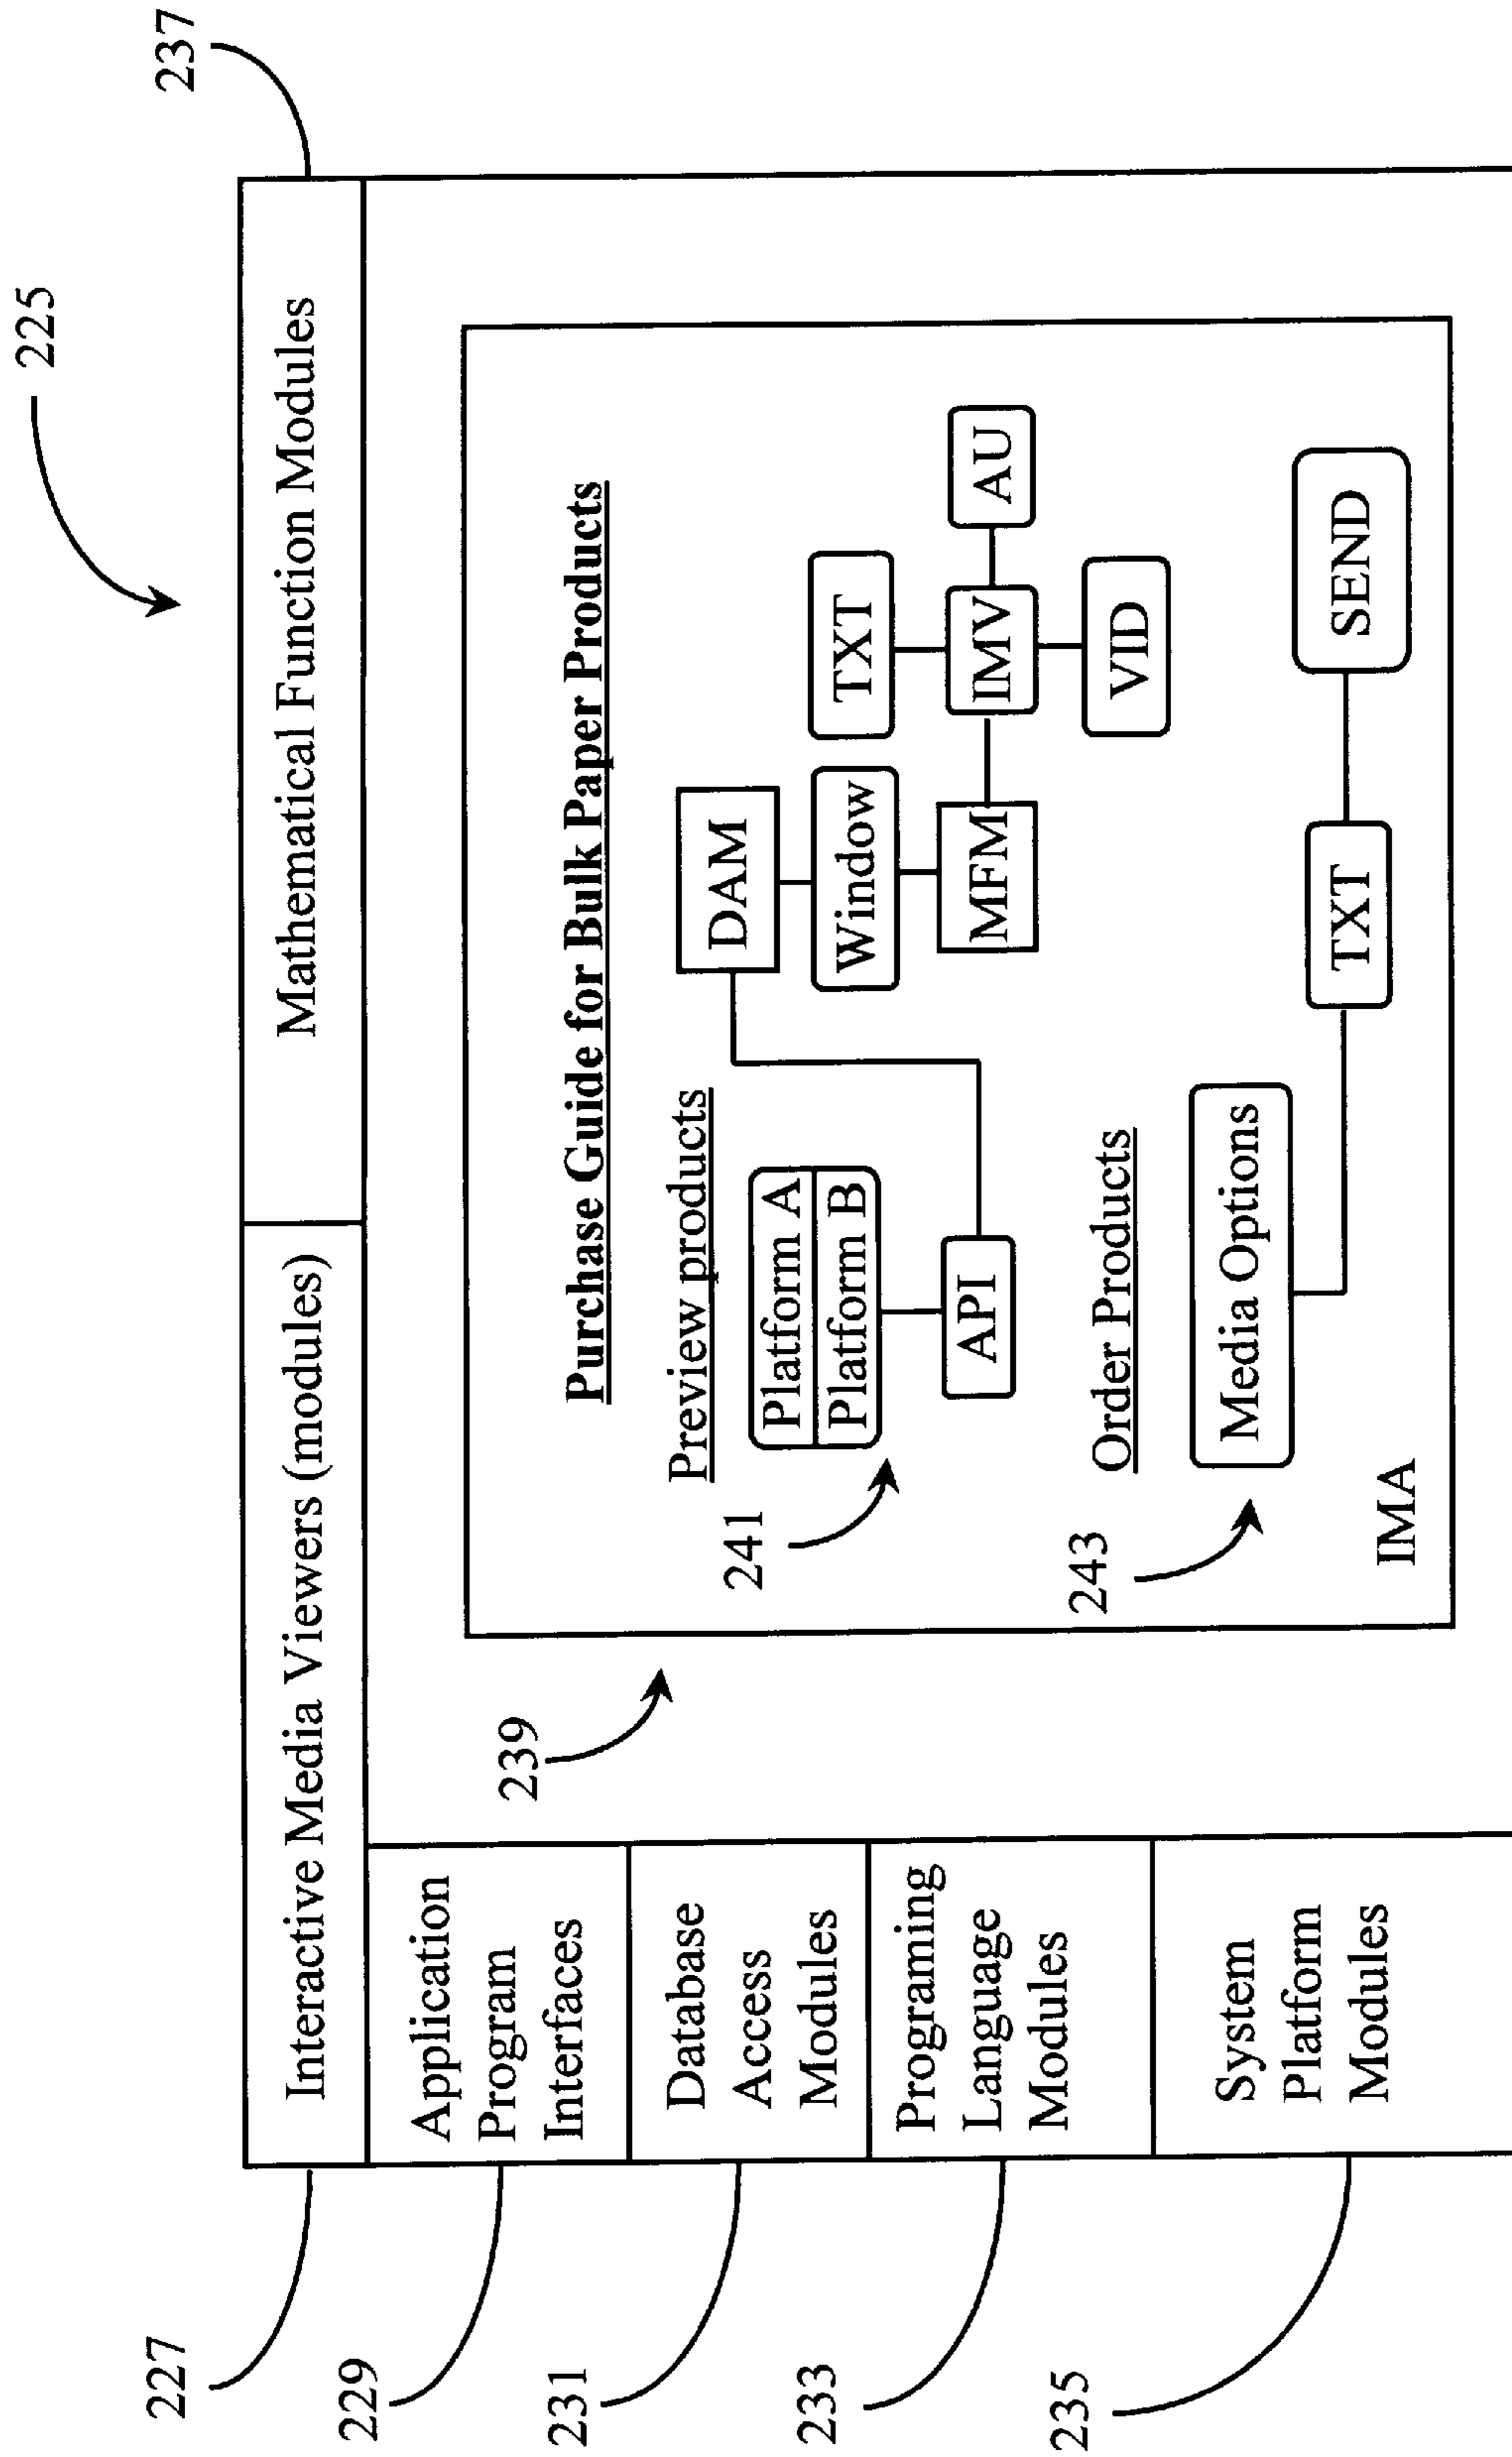 225
237
227
Interactive Media Viewers (modules)
Mathematical Function Modules
229
Application
Program
Interfaces
231
Database
Access
Modules
233
Programing
Language
Modules
235
System
Platform
Modules
239
Purchase Guide for Bulk Paper Products
Preview products
241
Platform A
Platform B
API
DAM
Window
MFM
TXT
IMV
AU
VID
Order Products
243
Media Options
TXT
SEND
IMA